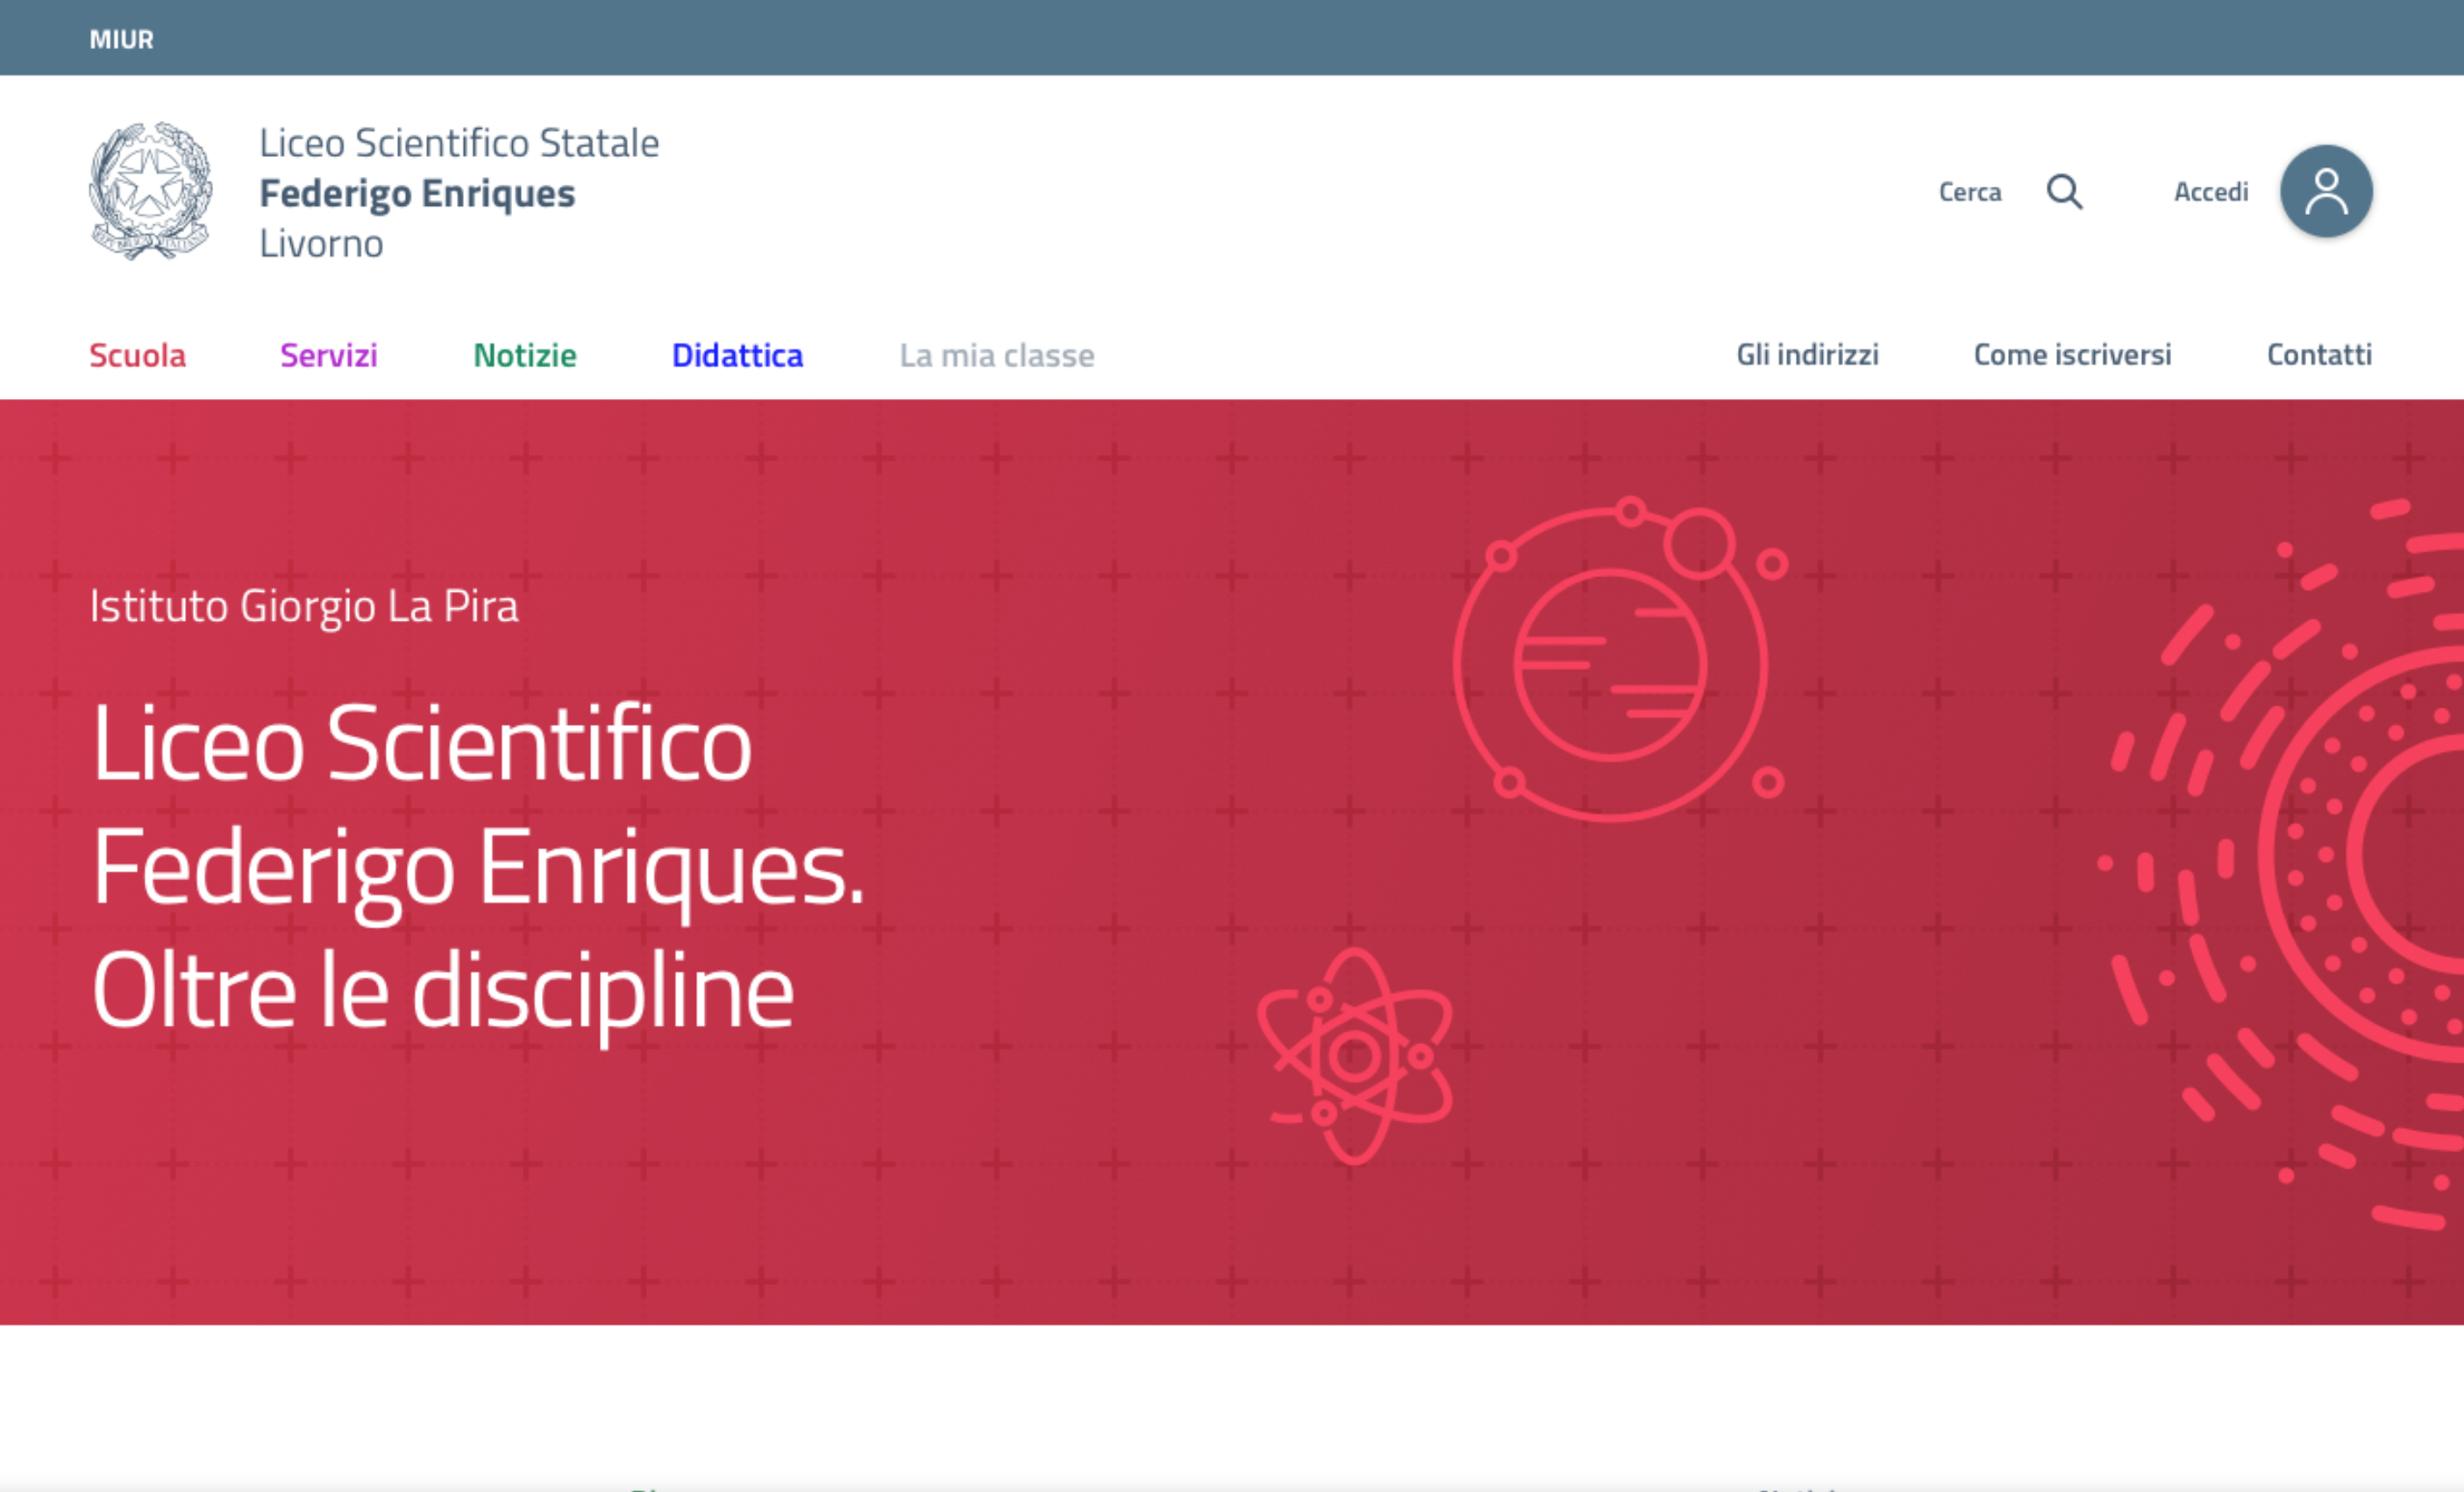 MIUR
Liceo Scientifico Statale
Federigo Enriques
Livorno
Cerca
Accedi
Scuola
Servizi
Notizie
Didattica
La mia classe
Gli indirizzi
Come iscriversi
Contatti
Istituto Giorgio La Pira
Liceo Scientifico
Federigo Enriques.
Oltre le discipline